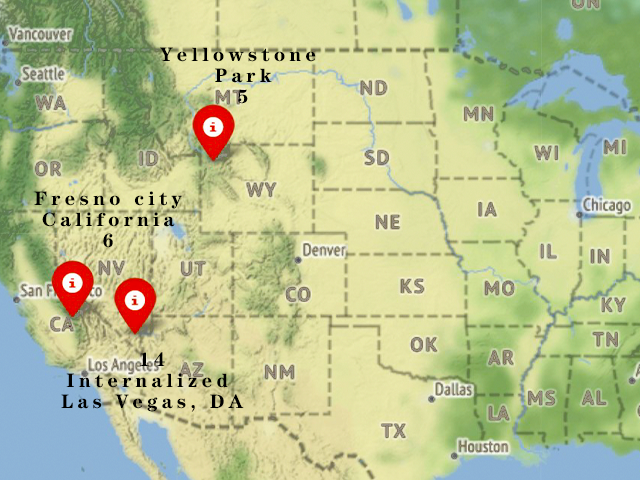 Vancouver
Seattle
WA
OR
ID
MT
ND
SD
WY
NE
MN
WI
MI
IA
IL
IN
Chicago
ON
Yellowstone
Park
5
Fresno city
California
6
NV
UT
CO
Denver
KS
MO
KY
TN
San
CA
14
Los Angeles
Internalized
Las Vegas, DA
AZ
NM
OK
AR
Dallas
TX
LA
MS
AL
Houston
A